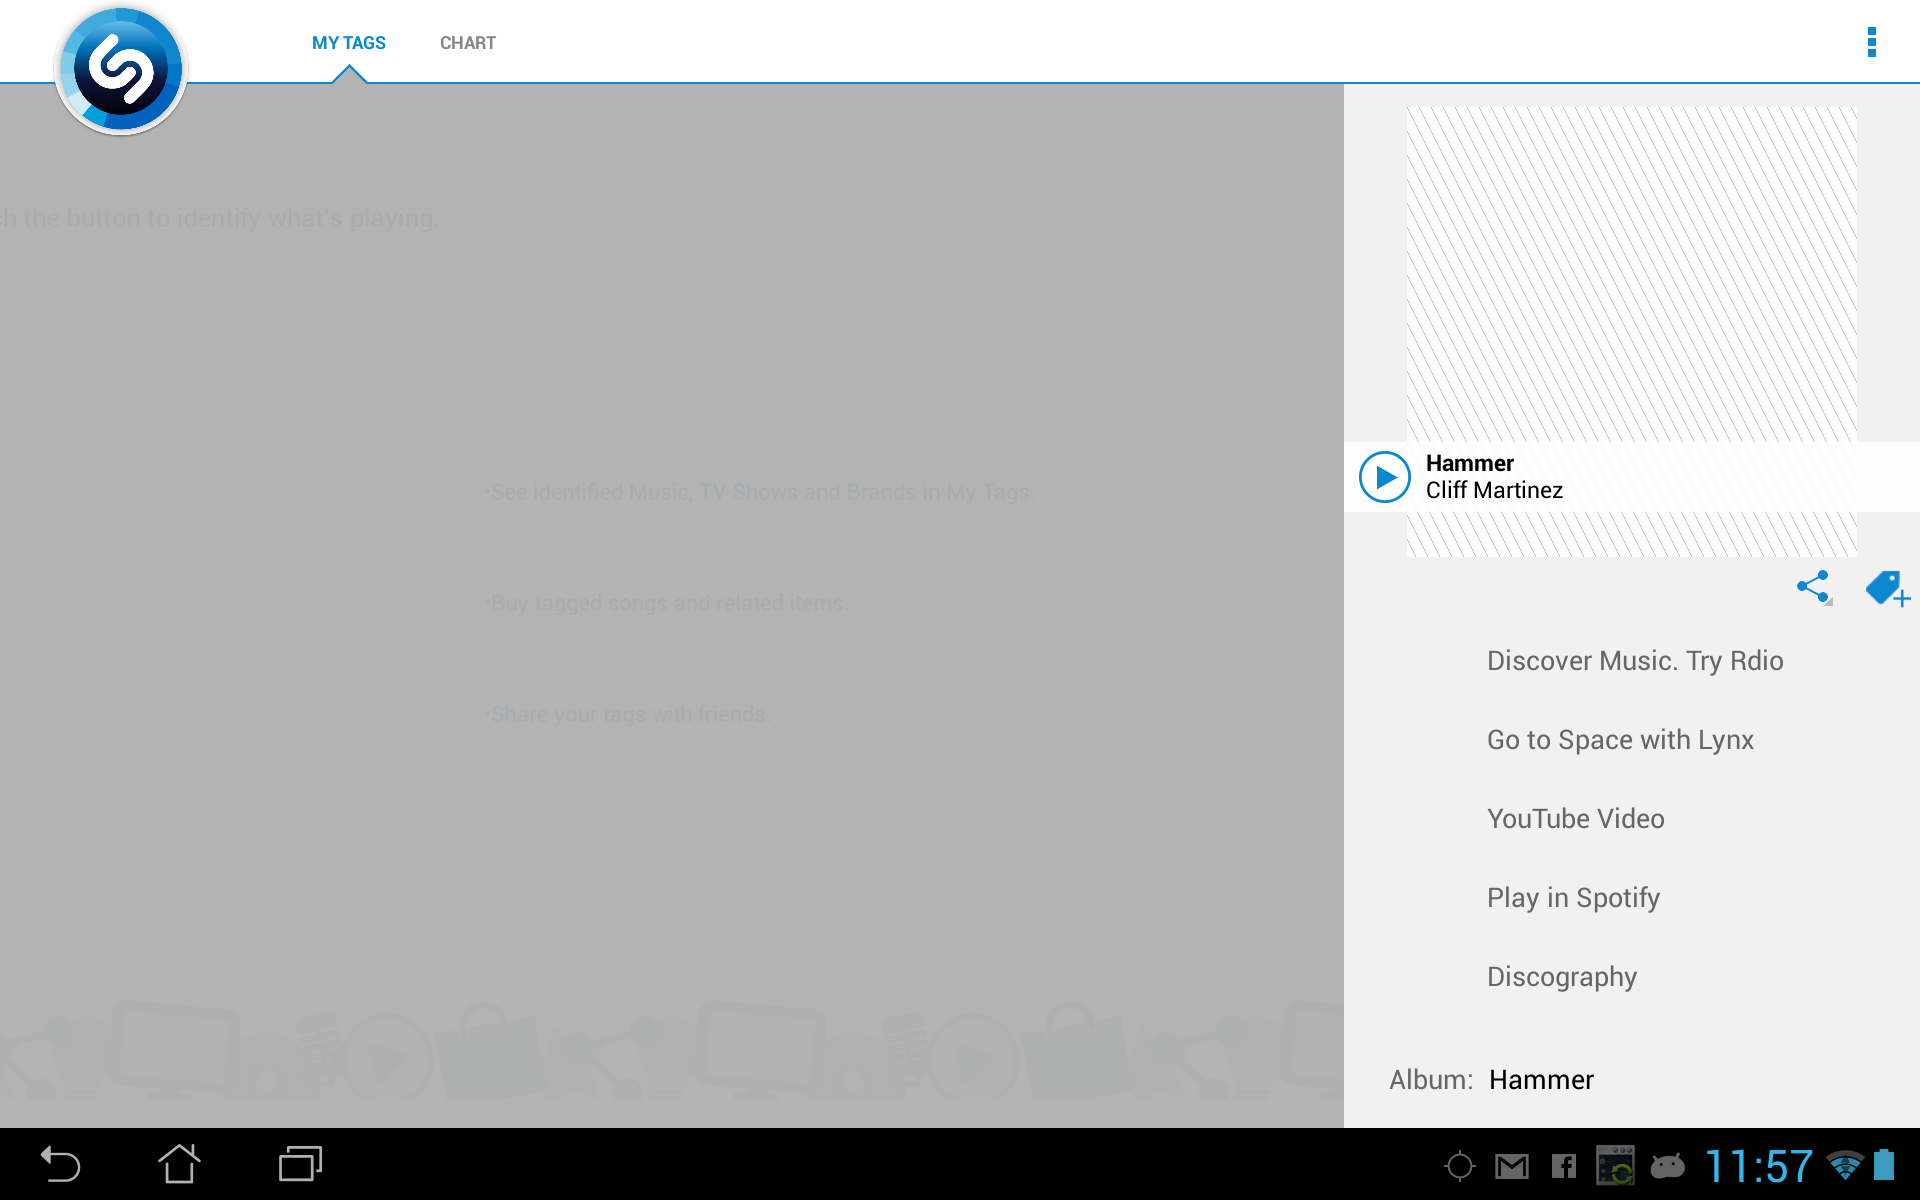 MY TAGS
CHART
ch the button to identify what's playing.
•See identified Music, TV Shows and Brands in My Tags.
•Buy tagged songs and related items.
•Share your tags with friends.
Hammer
Cliff Martinez
Discover Music. Try Rdio
Go to Space with Lynx
YouTube Video
Play in Spotify
Discography
Album: Hammer
11:57